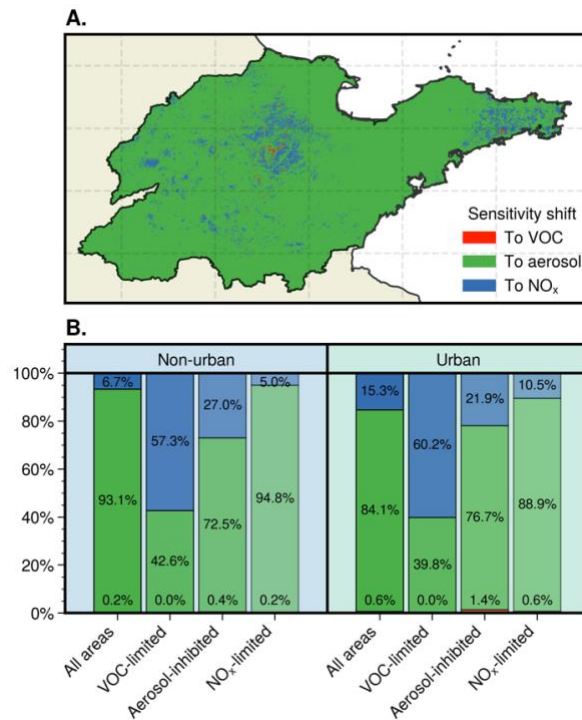 A.
Sensitivity shift
To VOC
To aerosol
To NOₓ
B.
Non-urban
Urban
100%
80%
60%
40%
20%
0%
6.7%
93.1%
0.2%
57.3%
42.6%
0.0%
27.0%
72.5%
0.4%
5.0%
94.8%
0.2%
15.3%
84.1%
0.6%
60.2%
39.8%
0.0%
21.9%
76.7%
1.4%
10.5%
88.9%
0.6%
All areas
VOC-limited
Aerosol-inhibited
NOₓ-limited
All areas
VOC-limited
Aerosol-inhibited
NOₓ-limited